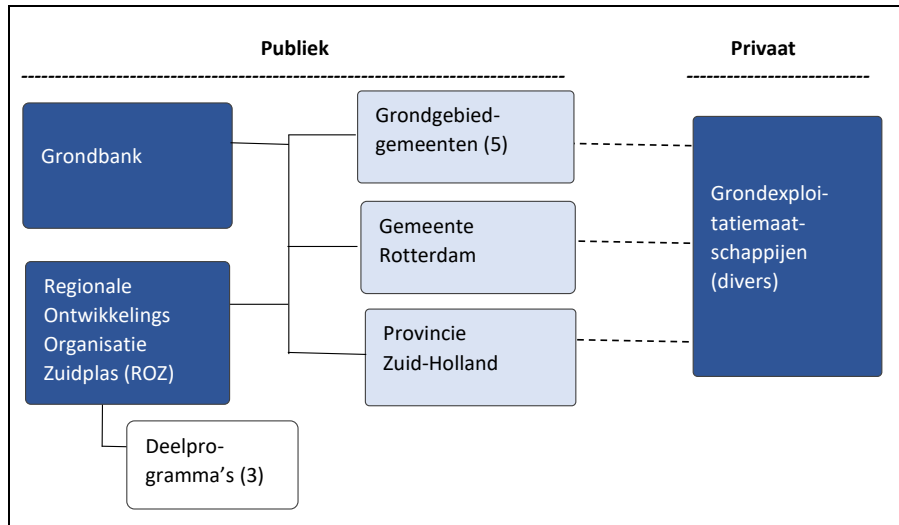 Publiek
Privaat
Grondbank
Grondgebied-
gemeenten (5)
Gemeente
Rotterdam
Regionale
Ontwikkelings
Organisatie
Zuidplas (ROZ)
Provincie
Zuid-Holland
Deelpro-
gramma's (3)
Grondexploi-
tatiemaat-
schappijen
(divers)